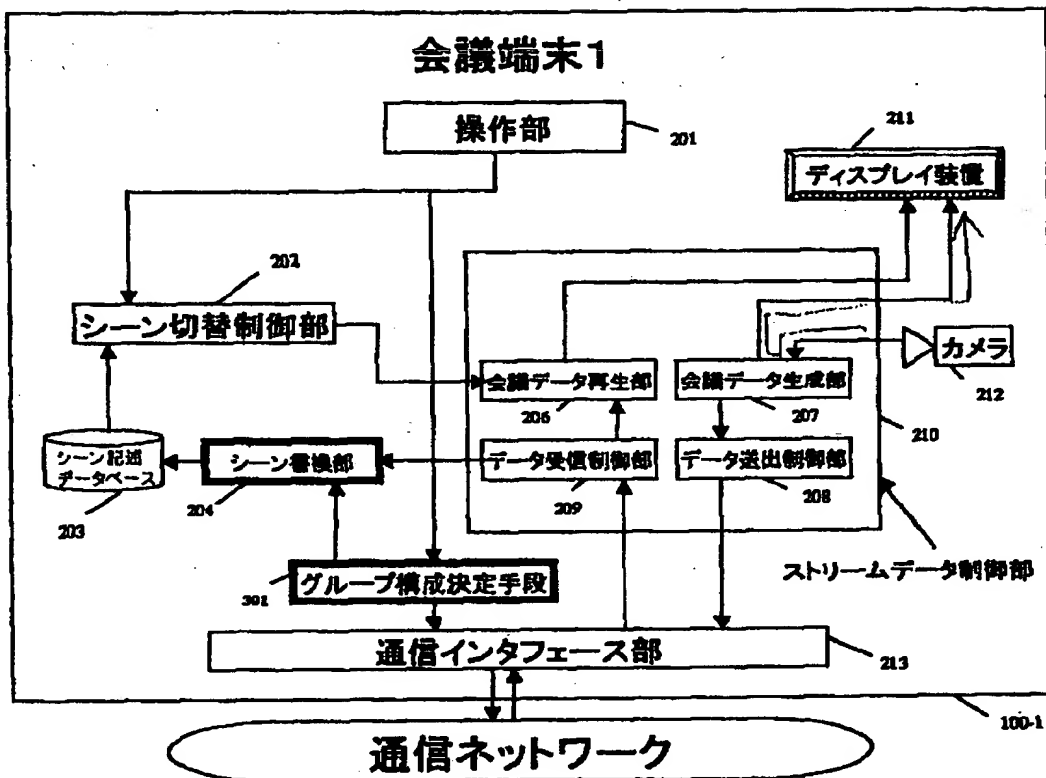 会議端末1
操作部
201
211
ディスプレイ装置
202
シーン切替制御部
カメラ
212
会議データ再生部
206
会議データ生成部
207
210
シーン記述
データベース
203
シーン書換部
204
データ受信制御部
209
データ送出制御部
208
ストリームデータ制御部
301
グループ構成決定手段
通信インタフェース部
213
100-1
通信ネットワーク